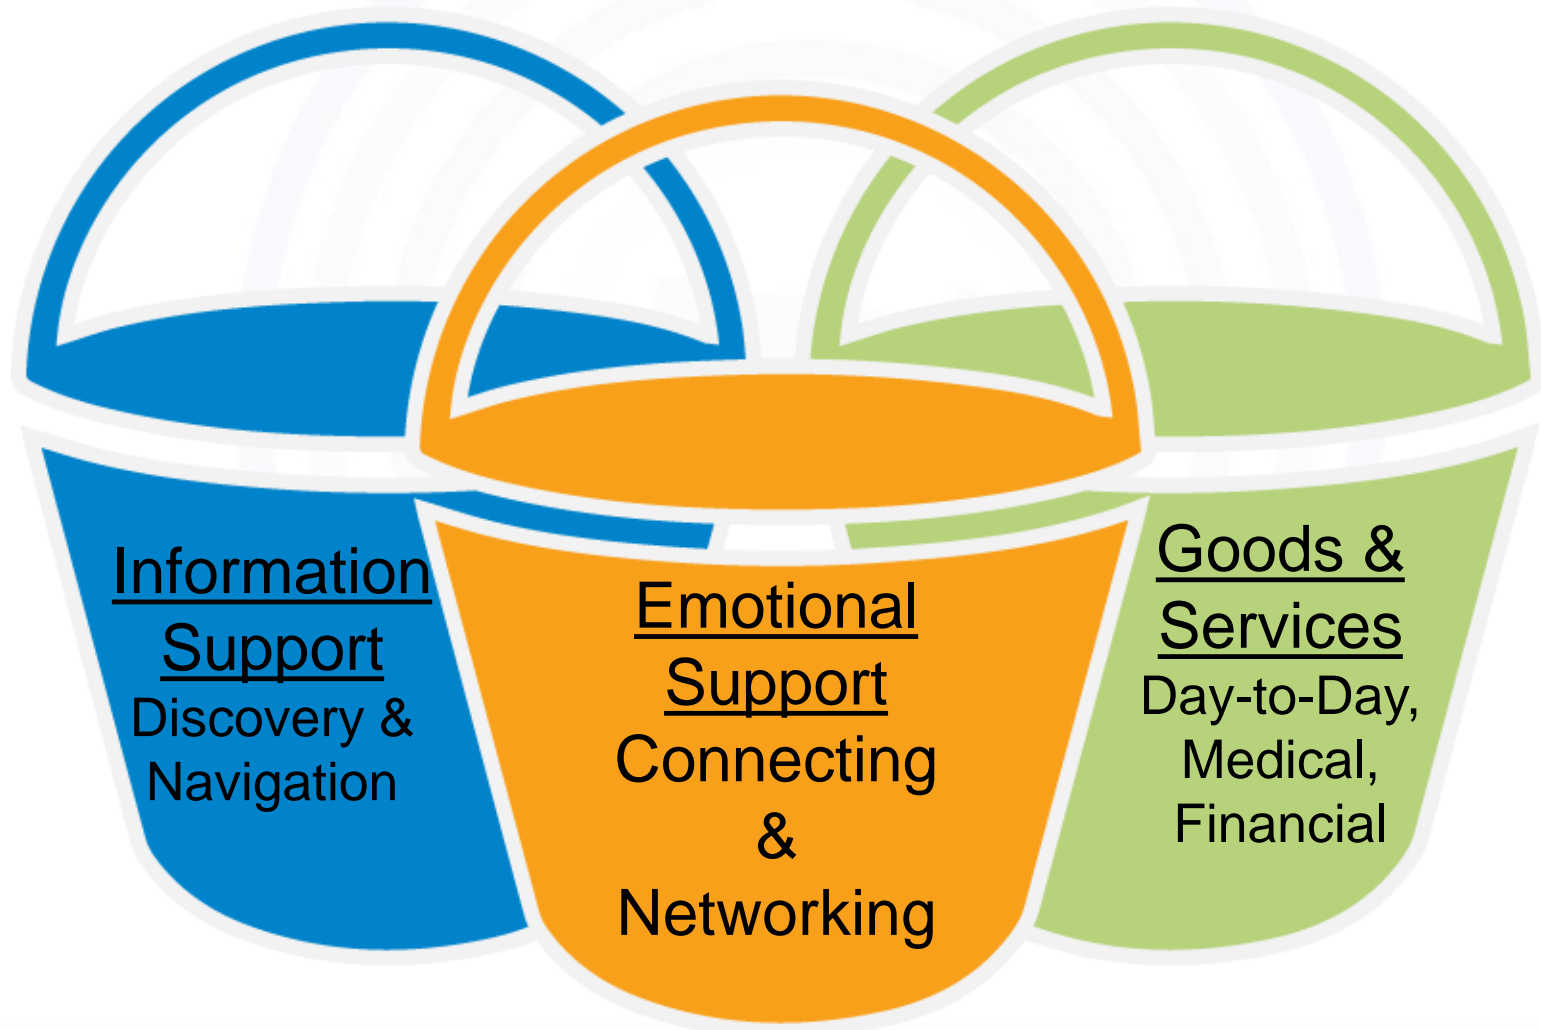 Information
Support
Discovery &
Navigation
Emotional
Support
Connecting
&
Networking
Goods &
Services
Day-to-Day,
Medical,
Financial